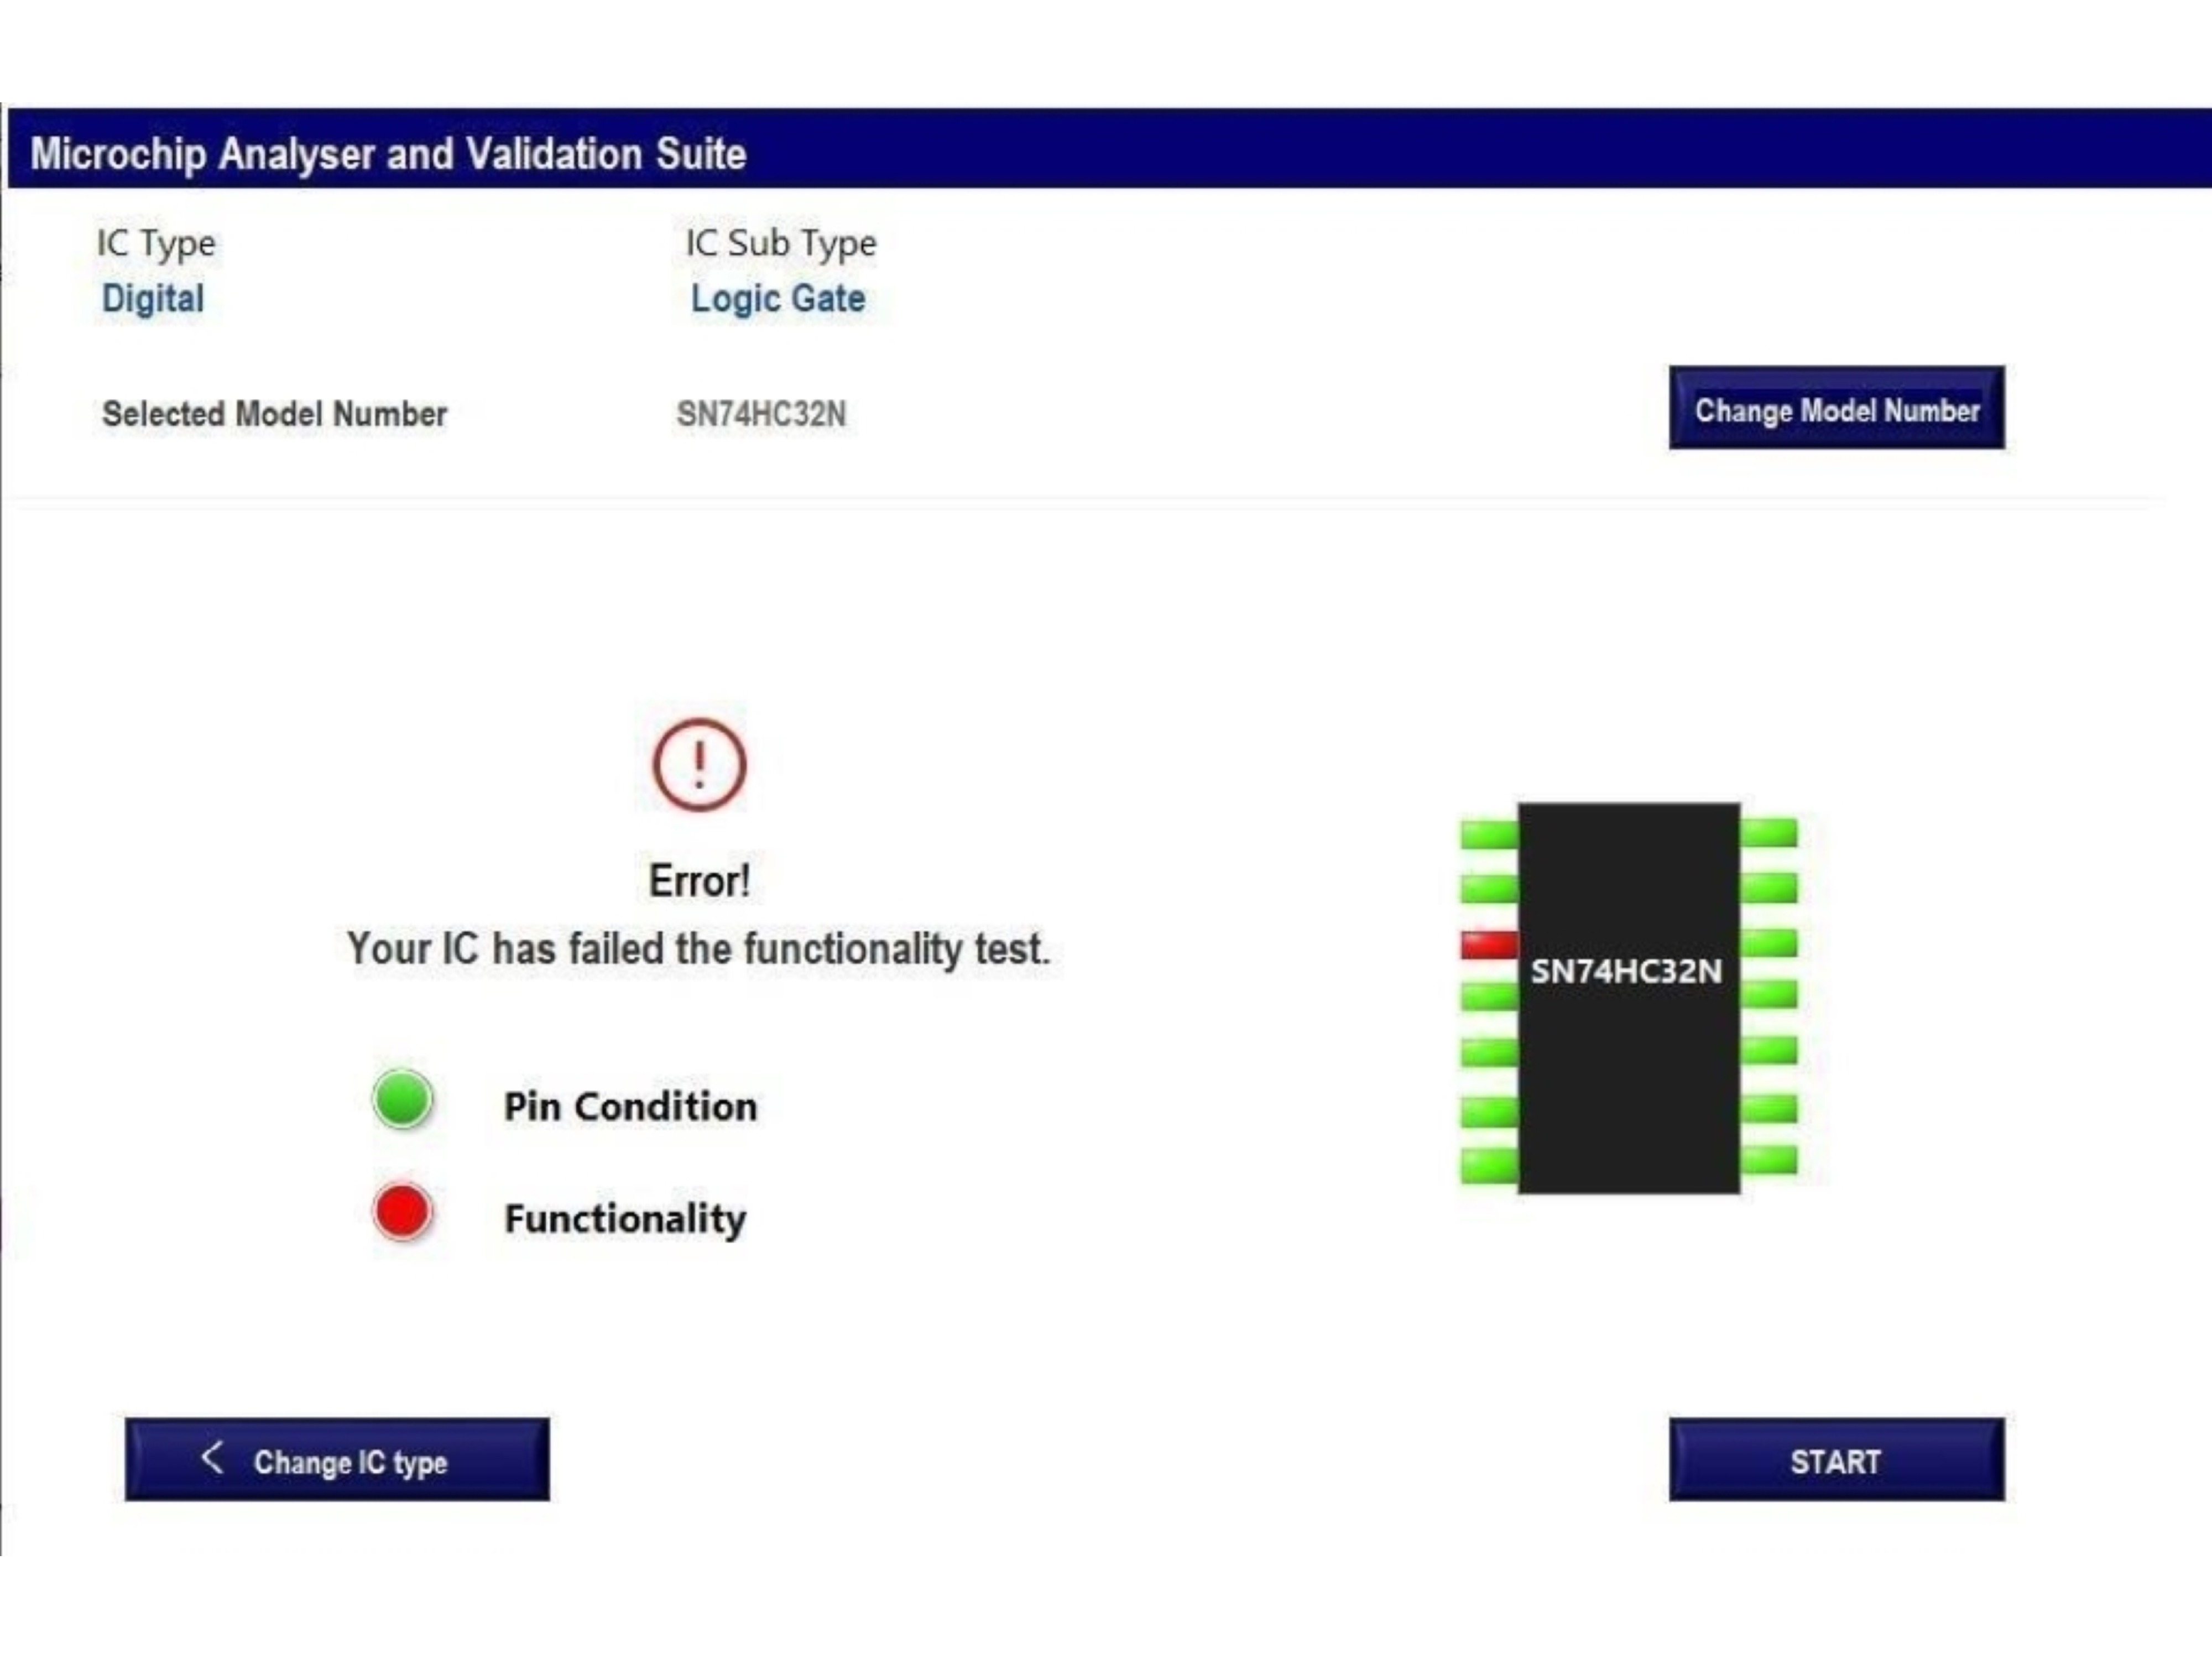 Microchip Analyser and Validation Suite
IC Type
IC Sub Type
Digital
Logic Gate
Selected Model Number
SN74HC32N
Change Model Number
!
Error!
Your IC has failed the functionality test.
SN74HC32N
Pin Condition
Functionality
< Change IC type
START